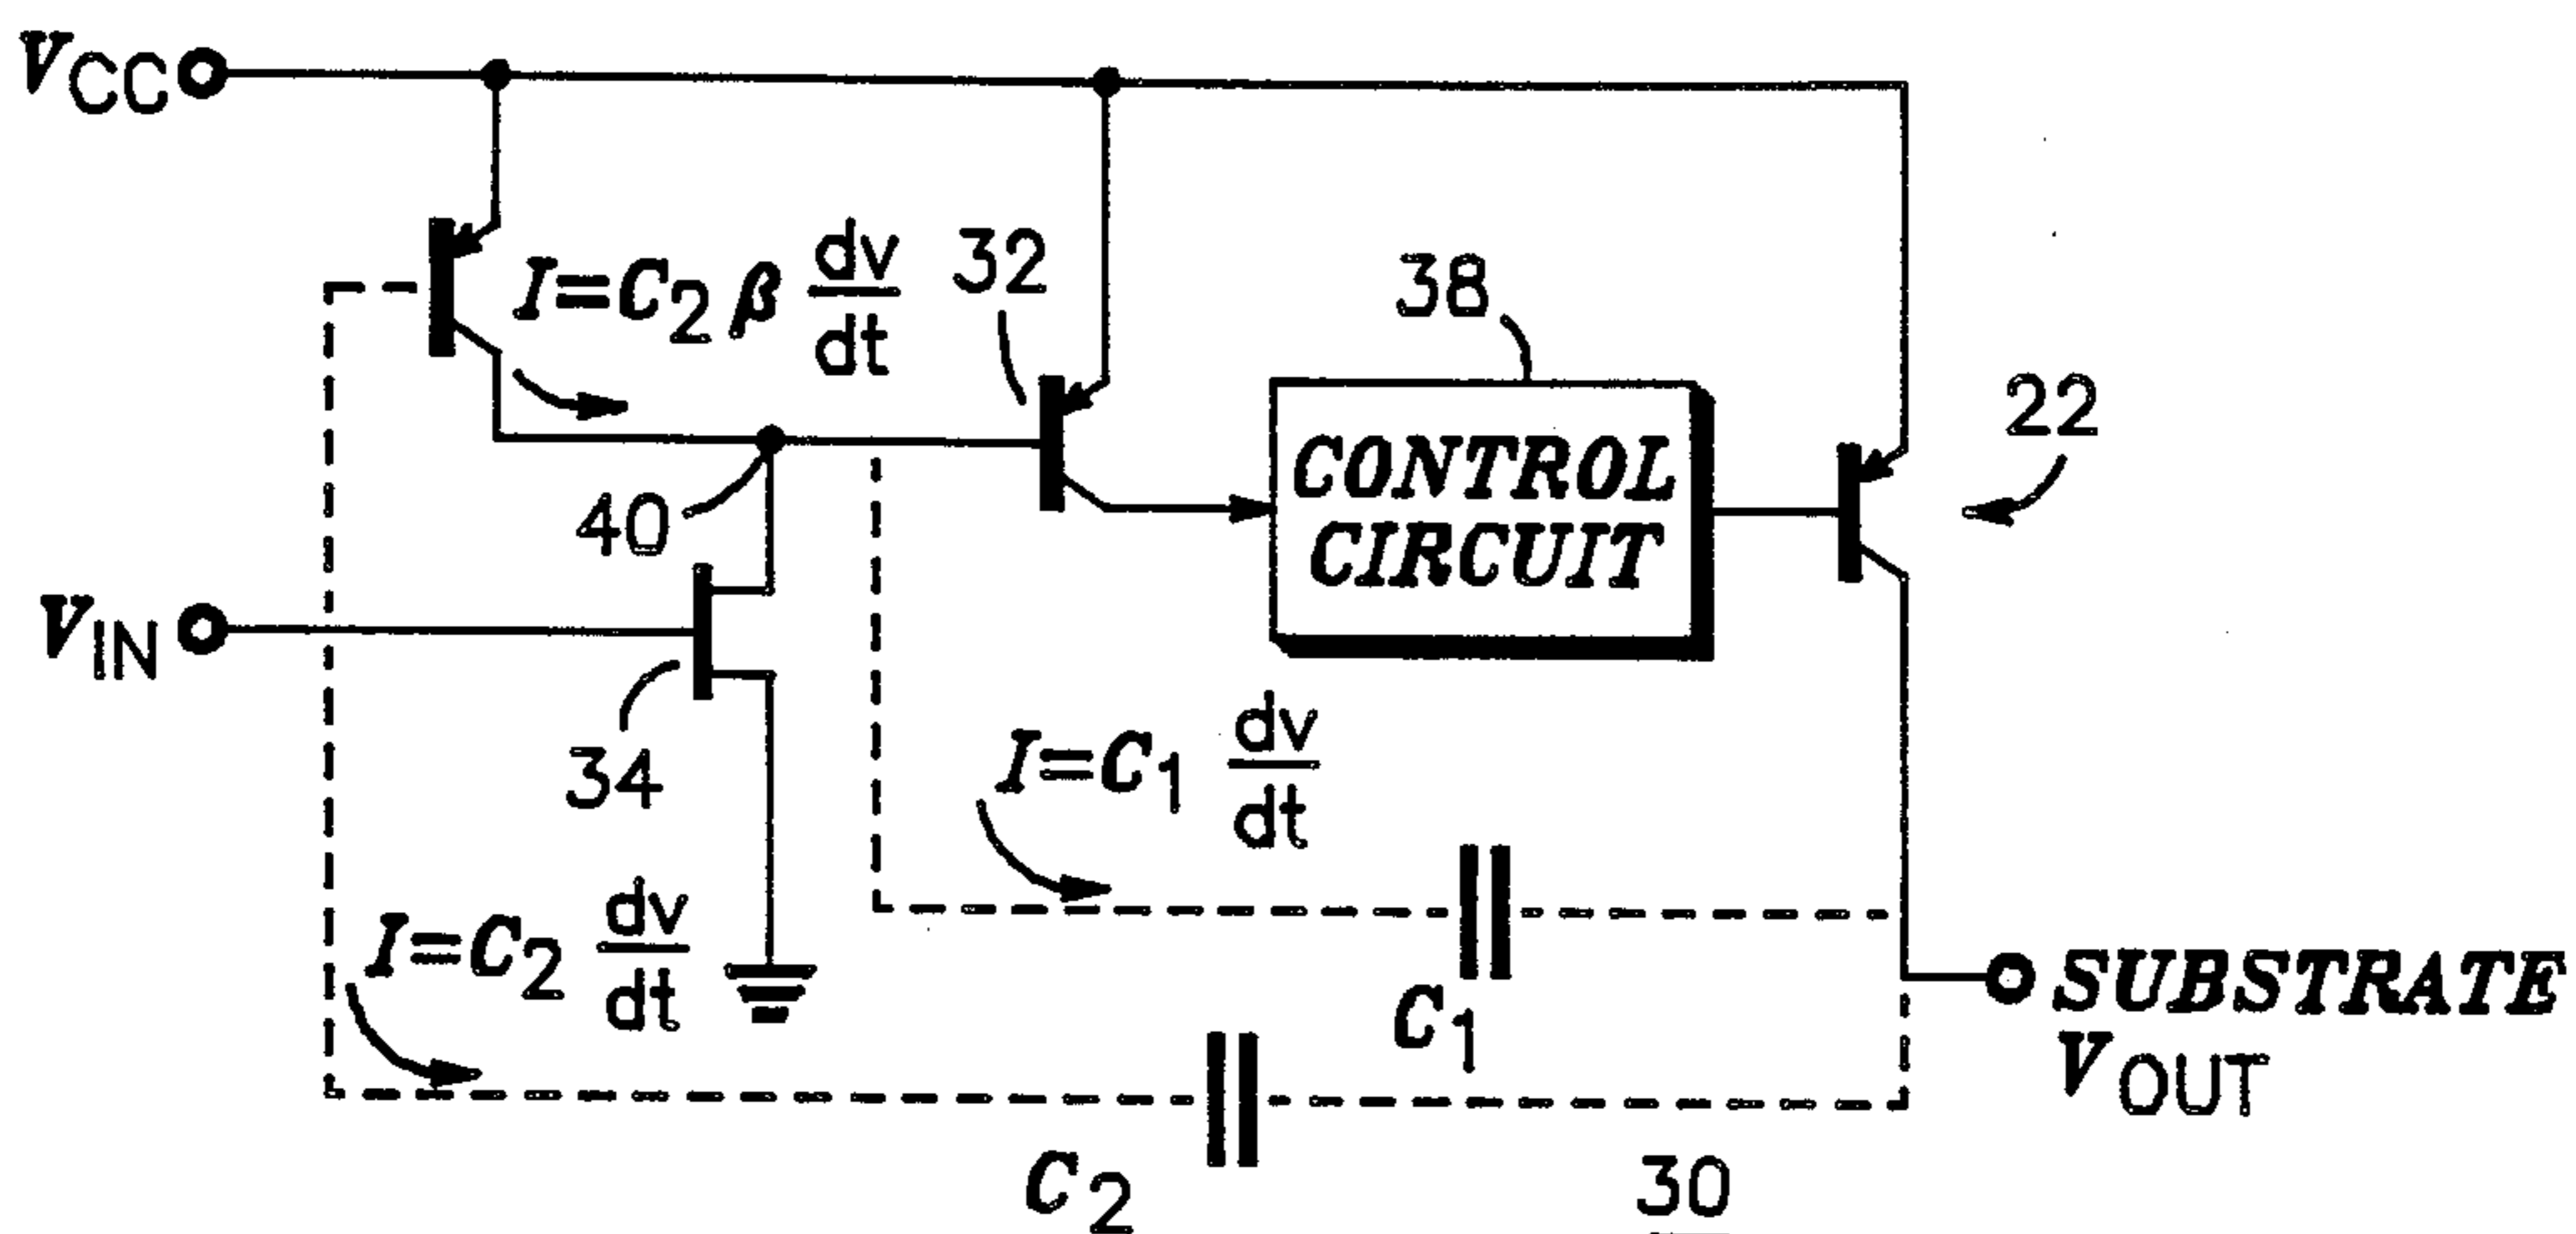 VCC
I=C2 β dv/dt
32
38
22
CONTROL
CIRCUIT
40
VIN
34
I=C1 dv/dt
I=C2 dv/dt
C1
SUBSTRATE
VOUT
C2
30